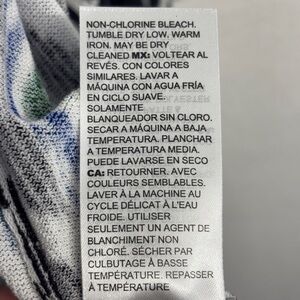 NON-CHLORINE BLEACH.
TUMBLE DRY LOW, WARM
IRON. MAY BE DRY
CLEANED MX: VOLTEAR AL
REVÉS. CON COLORES
SIMILARES. LAVAR A
MÁQUINA CON AGUA FRÍA
EN CICLO SUAVE.
SOLAMENTE
BLANQUEADOR SIN CLORO.
SECAR A MÁQUINA A BAJA
TEMPERATURA. PLANCHAR
A TEMPERATURA MEDIA.
PUEDE LAVARSE EN SECO
CA: RETOURNER. AVEC
COULEURS SEMBLABLES.
LAVER À LA MACHINE AU
CYCLE DÉLICAT À L'EAU
FROIDE. UTILISER
SEULEMENT UN AGENT DE
BLANCHIMENT NON
CHLORÉ. SÉCHER PAR
CULBUTAGE À BASSE
TEMPÉRATURE. REPASSER
À TEMPÉRATURE